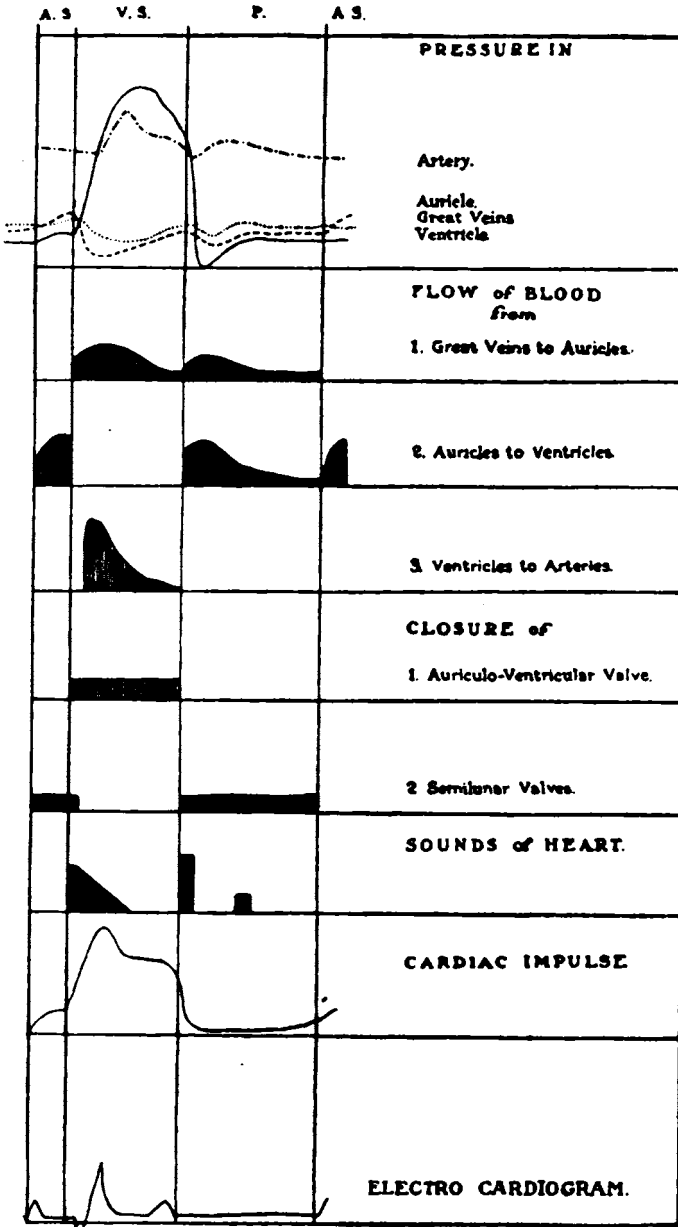 A. S V. S. P. A S.
PRESSURE IN
Artery.
Auricle.
Great Veins
Ventricle
FLOW of BLOOD
from
1. Great Veins to Auricles.
2. Auricles to Ventricles
3. Ventricles to Arteries.
CLOSURE of
1. Auriculo-Ventricular Valve.
2 Semilunar Valves.
SOUNDS of HEART.
CARDIAC IMPULSE
ELECTRO CARDIOGRAM.